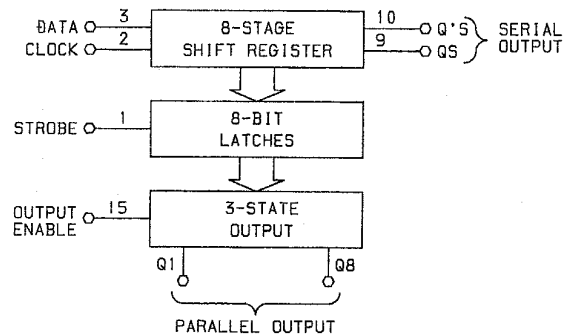 DATA 3 8-STAGE SHIFT REGISTER 10 Q'S SERIAL OUTPUT
CLOCK 2 9 QS
STROBE 1 8-BIT LATCHES
OUTPUT ENABLE 15 3-STATE OUTPUT
Q1 Q8
PARALLEL OUTPUT